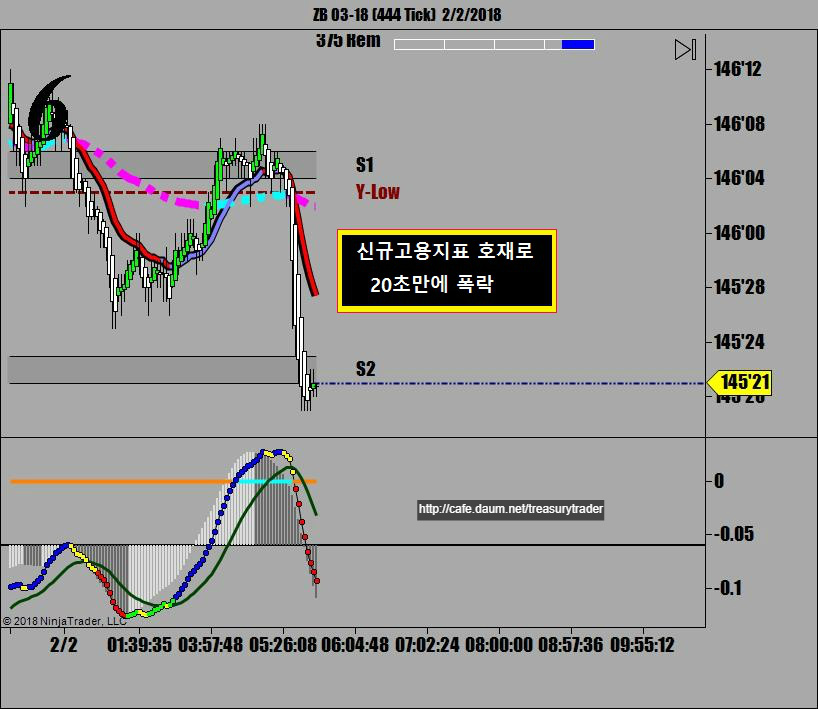 ZB 03-18 (444 Tick) 2/2/2018
375 Rem
146'12
6
146'08
S1
146'04
Y-Low
146'00
신규고용지표 호재로
20초만에 폭락
145'28
145'24
S2
145'21
0
http://cafe.daum.net/treasurytrader
-0.05
-0.1
© 2018 NinjaTrader, LLC
2/2 01:39:35 03:57:48 05:26:08 06:04:48 07:02:24 08:00:00 08:57:36 09:55:12